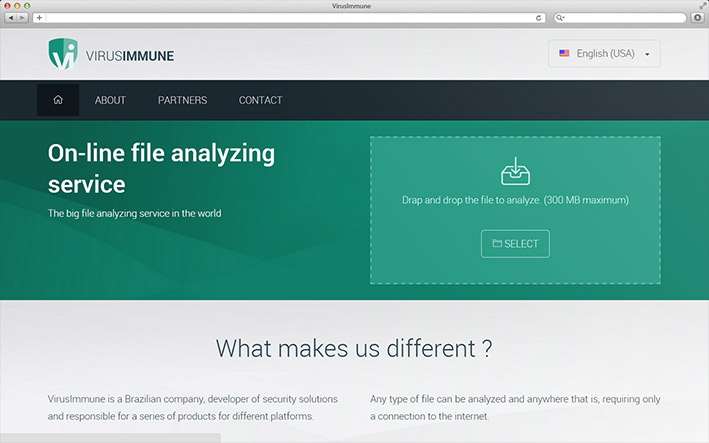 VirusImmune
VIRUSIMMUNE
English (USA)
ABOUT
PARTNERS
CONTACT
On-line file analyzing
service
The big file analyzing service in the world
Drap and drop the file to analyze. (300 MB maximum)
SELECT
What makes us different ?
VirusImmune is a Brazilian company, developer of security solutions
and responsible for a series of products for different platforms.
Any type of file can be analyzed and anywhere that is, requiring only
a connection to the internet.